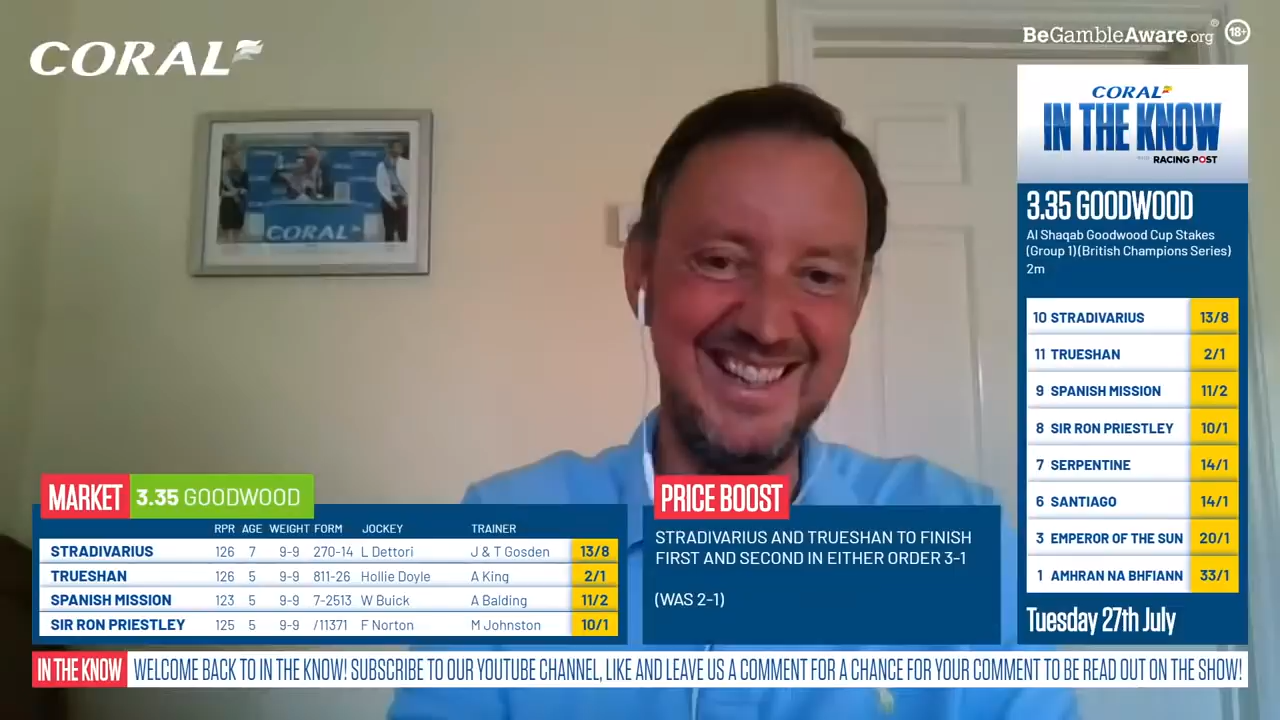 CORAL
BeGambleAware.org®
18+
CORAL
CORAL
IN THE KNOW
WITH RACING POST
3.35 GOODWOOD
Al Shaqab Goodwood Cup Stakes
(Group 1)(British Champions Series)
2m
10 STRADIVARIUS 13/8
11 TRUESHAN 2/1
9 SPANISH MISSION 11/2
8 SIR RON PRIESTLEY 10/1
7 SERPENTINE 14/1
6 SANTIAGO 14/1
3 EMPEROR OF THE SUN 20/1
1 AMHRAN NA BHFIANN 33/1
Tuesday 27th July
MARKET 3.35 GOODWOOD
RPR AGE WEIGHT FORM JOCKEY TRAINER
STRADIVARIUS 126 7 9-9 270-14 L Dettori J & T Gosden 13/8
TRUESHAN 126 5 9-9 811-26 Hollie Doyle A King 2/1
SPANISH MISSION 123 5 9-9 7-2513 W Buick A Balding 11/2
SIR RON PRIESTLEY 125 5 9-9 /11371 F Norton M Johnston 10/1
PRICE BOOST
STRADIVARIUS AND TRUESHAN TO FINISH
FIRST AND SECOND IN EITHER ORDER 3-1
(WAS 2-1)
IN THE KNOW WELCOME BACK TO IN THE KNOW! SUBSCRIBE TO OUR YOUTUBE CHANNEL, LIKE AND LEAVE US A COMMENT FOR A CHANCE FOR YOUR COMMENT TO BE READ OUT ON THE SHOW!